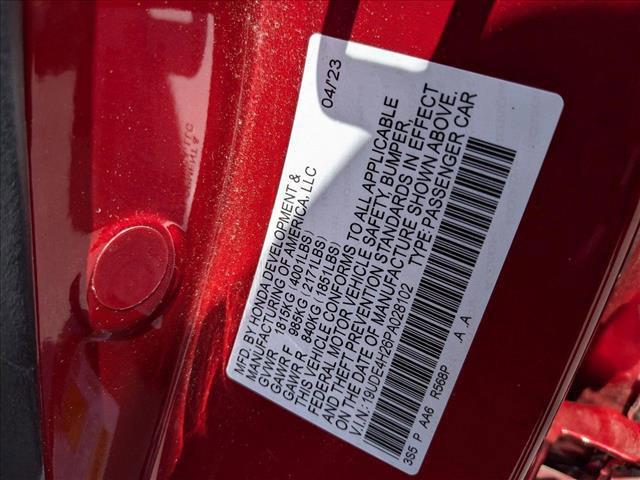 MFD. BY HONDA DEVELOPMENT &
MANUFACTURING OF AMERICA, LLC 04/23
GVWR 1815KG (4001LBS)
GAWR F 985KG (2171LBS)
GAWR R 840KG (1851LBS)
THIS VEHICLE CONFORMS TO ALL APPLICABLE
FEDERAL MOTOR VEHICLE SAFETY, BUMPER,
AND THEFT PREVENTION STANDARDS IN EFFECT
ON THE DATE OF MANUFACTURE SHOWN ABOVE.
V.I.N.: 19UDE4H26PA028102 TYPE: PASSENGER CAR
3S5 P AA6 R568P A A